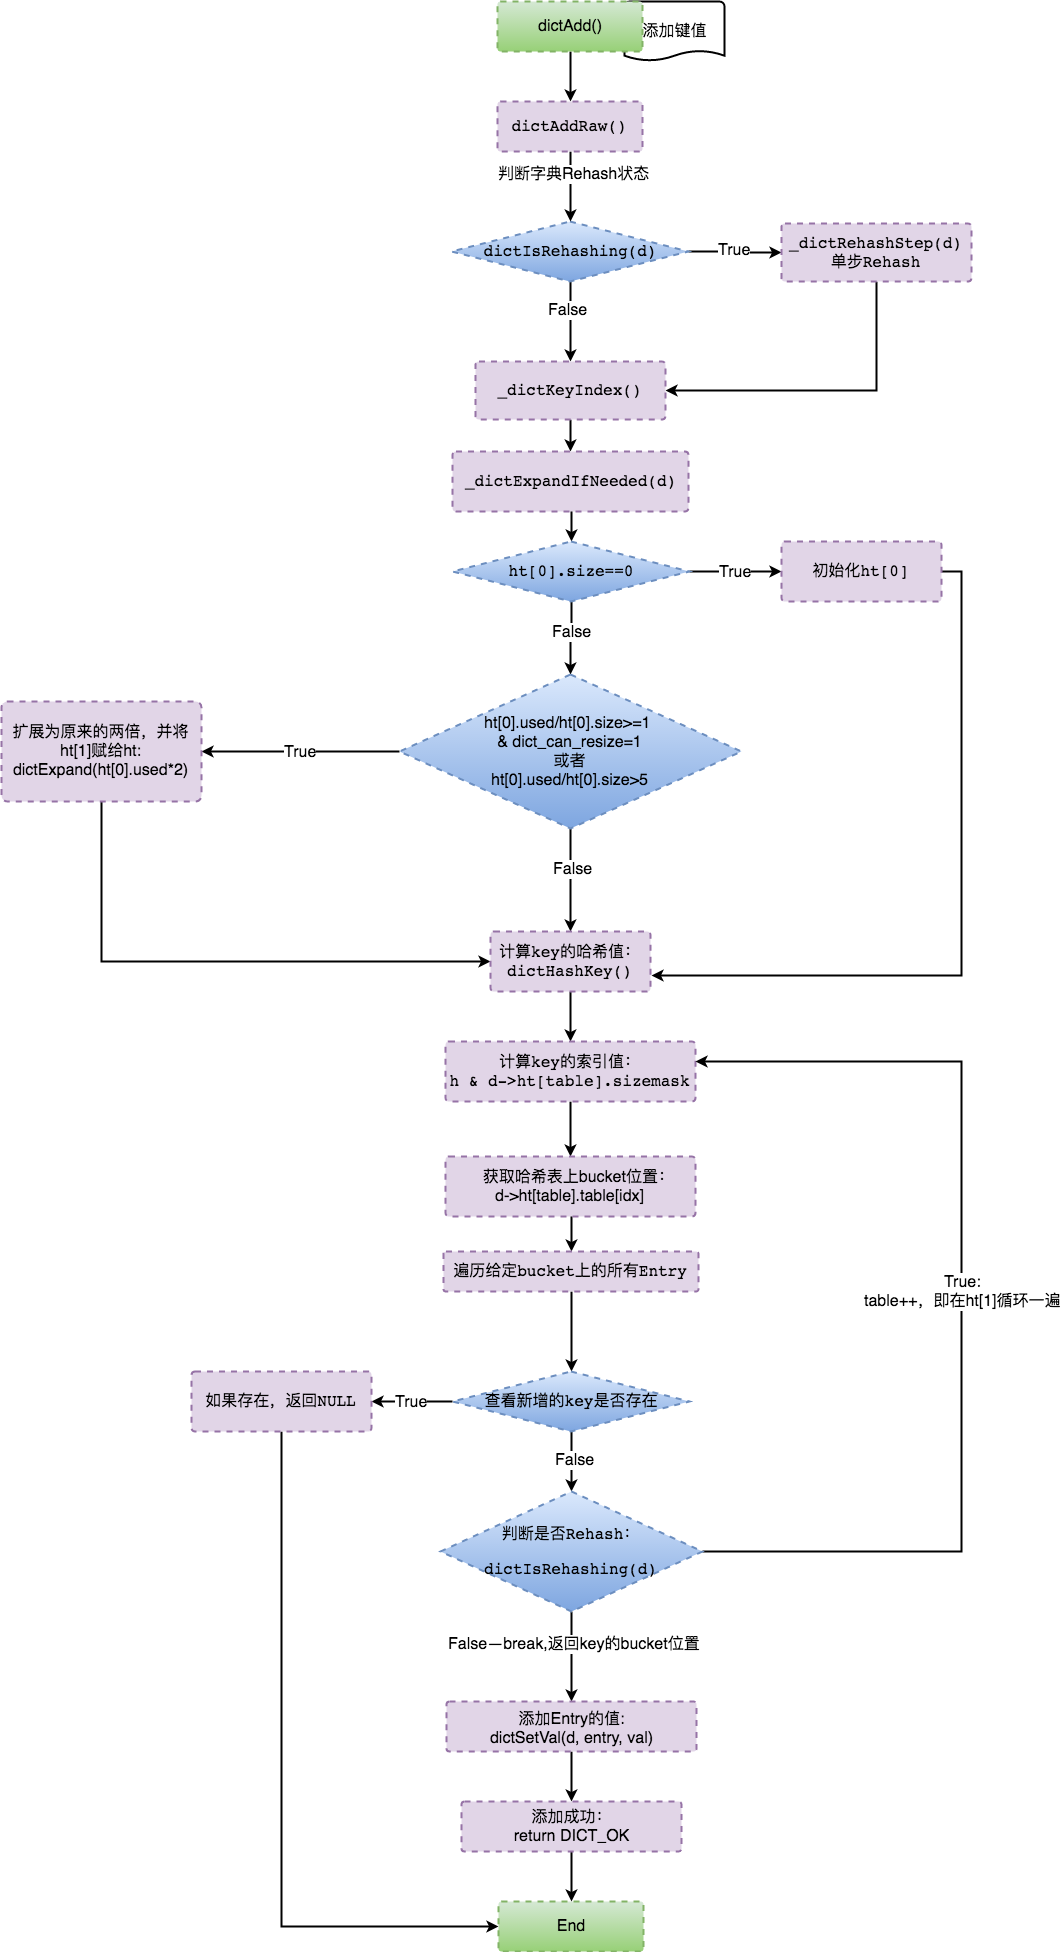 dictAdd()
添加键值
dictAddRaw()
判断字典Rehash状态
dictIsRehashing(d)
True
_dictRehashStep(d)
单步Rehash
False
_dictKeyIndex()
_dictExpandIfNeeded(d)
ht[0].size==0
True
初始化ht[0]
False
ht[0].used/ht[0].size>=1
& dict_can_resize=1
或者
ht[0].used/ht[0].size>5
True
扩展为原来的两倍，并将
ht[1]赋给ht:
dictExpand(ht[0].used*2)
False
计算key的哈希值：
dictHashKey()
计算key的索引值：
h & d->ht[table].sizemask
获取哈希表上bucket位置：
d->ht[table].table[idx]
遍历给定bucket上的所有Entry
True:
table++，即在ht[1]循环一遍
查看新增的key是否存在
True
如果存在，返回NULL
False
判断是否Rehash：
dictIsRehashing(d)
False—break,返回key的bucket位置
添加Entry的值:
dictSetVal(d, entry, val)
添加成功：
return DICT_OK
End